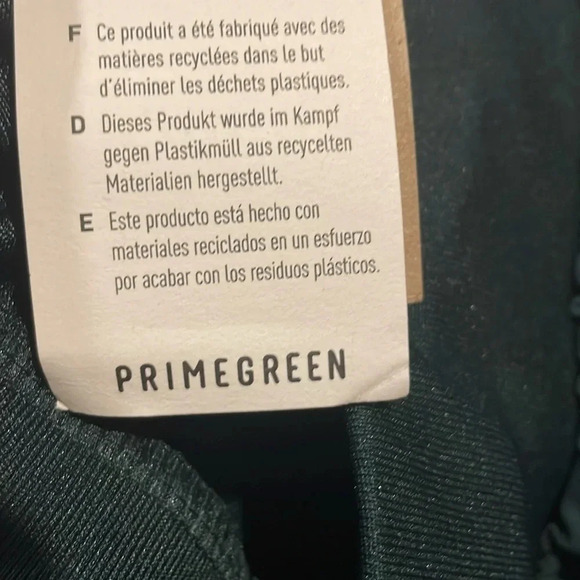 F Ce produit a été fabriqué avec des
matières recyclées dans le but
d'éliminer les déchets plastiques.
D Dieses Produkt wurde im Kampf
gegen Plastikmüll aus recycelten
Materialien hergestellt.
E Este producto está hecho con
materiales reciclados en un esfuerzo
por acabar con los residuos plásticos.
PRIMEGREEN